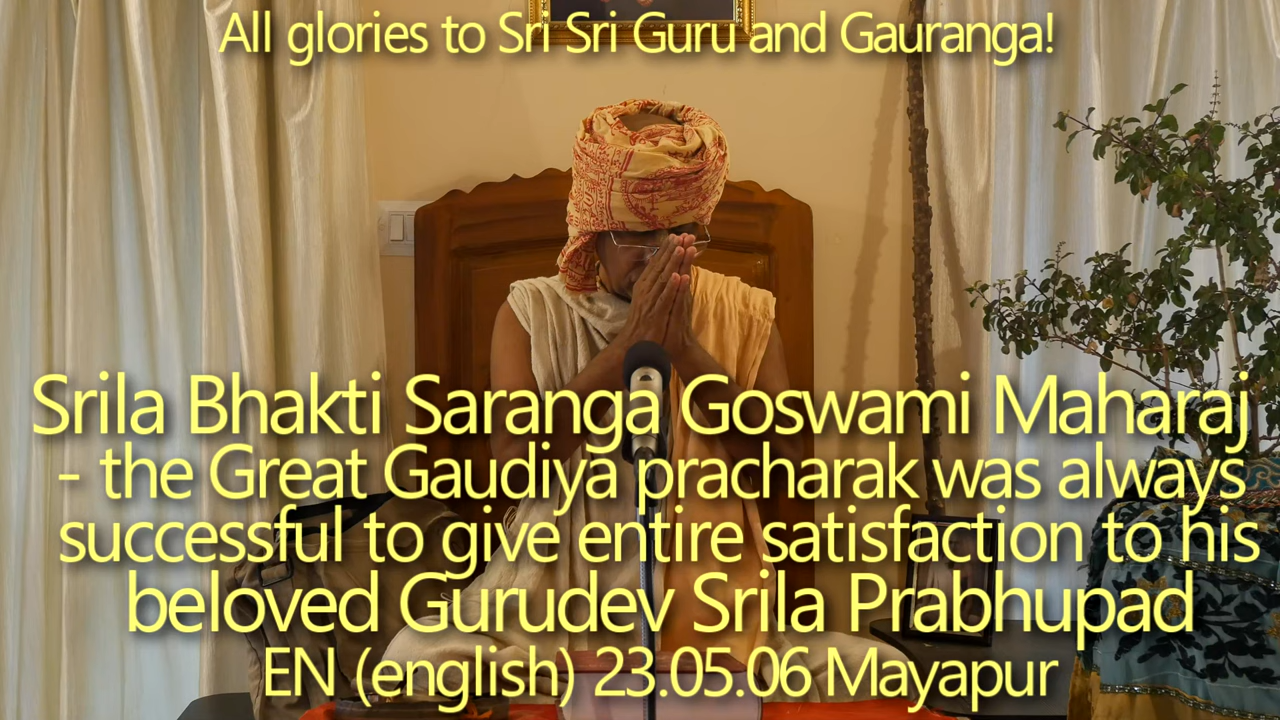 All glories to Sri Sri Guru and Gauranga!
Srila Bhakti Saranga Goswami Maharaj
- the Great Gaudiya pracharak was always
successful to give entire satisfaction to his
beloved Gurudev Srila Prabhupad
EN (english) 23.05.06 Mayapur